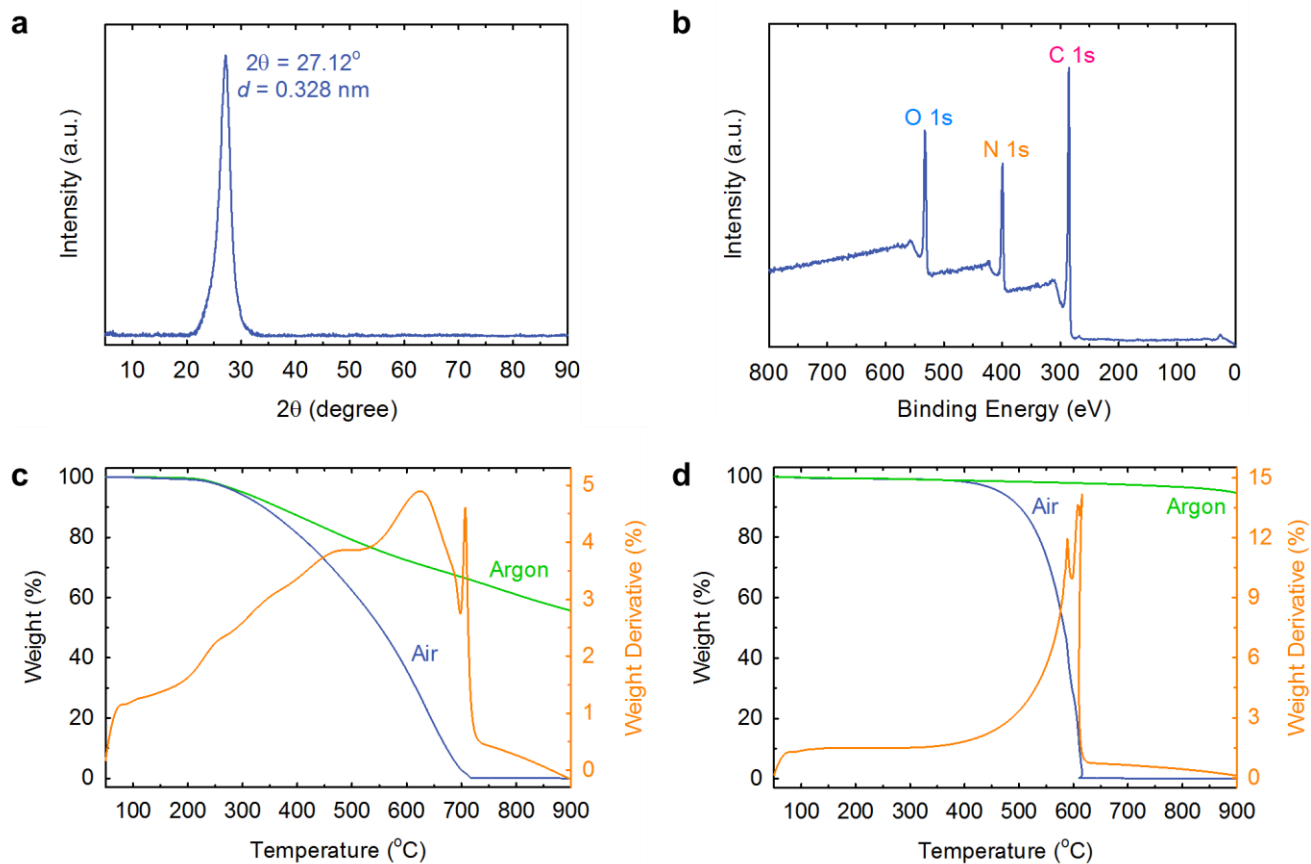 a
2θ = 27.12°
d = 0.328 nm
Intensity (a.u.)
10 20 30 40 50 60 70 80 90
2θ (degree)
b
C 1s
O 1s
N 1s
Intensity (a.u.)
800 700 600 500 400 300 200 100 0
Binding Energy (eV)
c
100
80
60
40
20
0
Weight (%)
5
4
3
2
1
0
Weight Derivative (%)
Argon
Air
100 200 300 400 500 600 700 800 900
Temperature (°C)
d
100
80
60
40
20
0
Weight (%)
15
12
9
6
3
0
Weight Derivative (%)
Air
Argon
100 200 300 400 500 600 700 800 900
Temperature (°C)